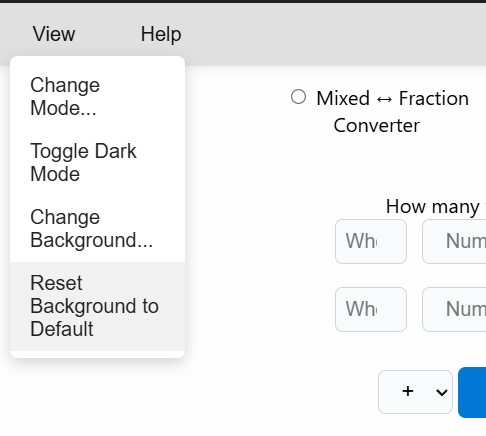 View Help
Change
Mode...
Toggle Dark
Mode
Change
Background...
Reset
Background to
Default
Mixed ↔ Fraction
Converter
How many
Wh Num
Wh Num
+